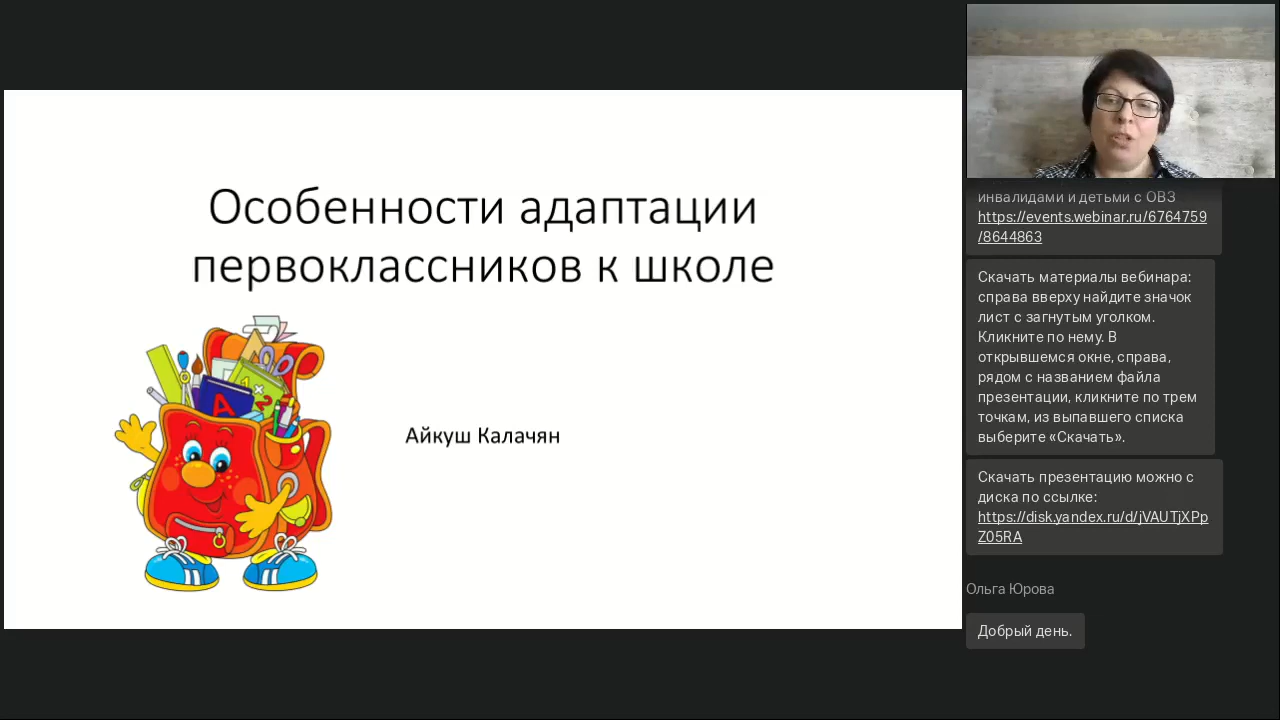 Особенности адаптации
первоклассников к школе
А
1
×
2
Айкуш Калачян
инвалидами и детьми с ОВЗ
https://events.webinar.ru/6764759
/8644863
Скачать материалы вебинара:
справа вверху найдите значок
лист с загнутым уголком.
Кликните по нему. В
открывшемся окне, справа,
рядом с названием файла
презентации, кликните по трем
точкам, из выпавшего списка
выберите «Скачать».
Скачать презентацию можно с
диска по ссылке:
https://disk.yandex.ru/d/jVAUTjXPp
Z05RA
Ольга Юрова
Добрый день.